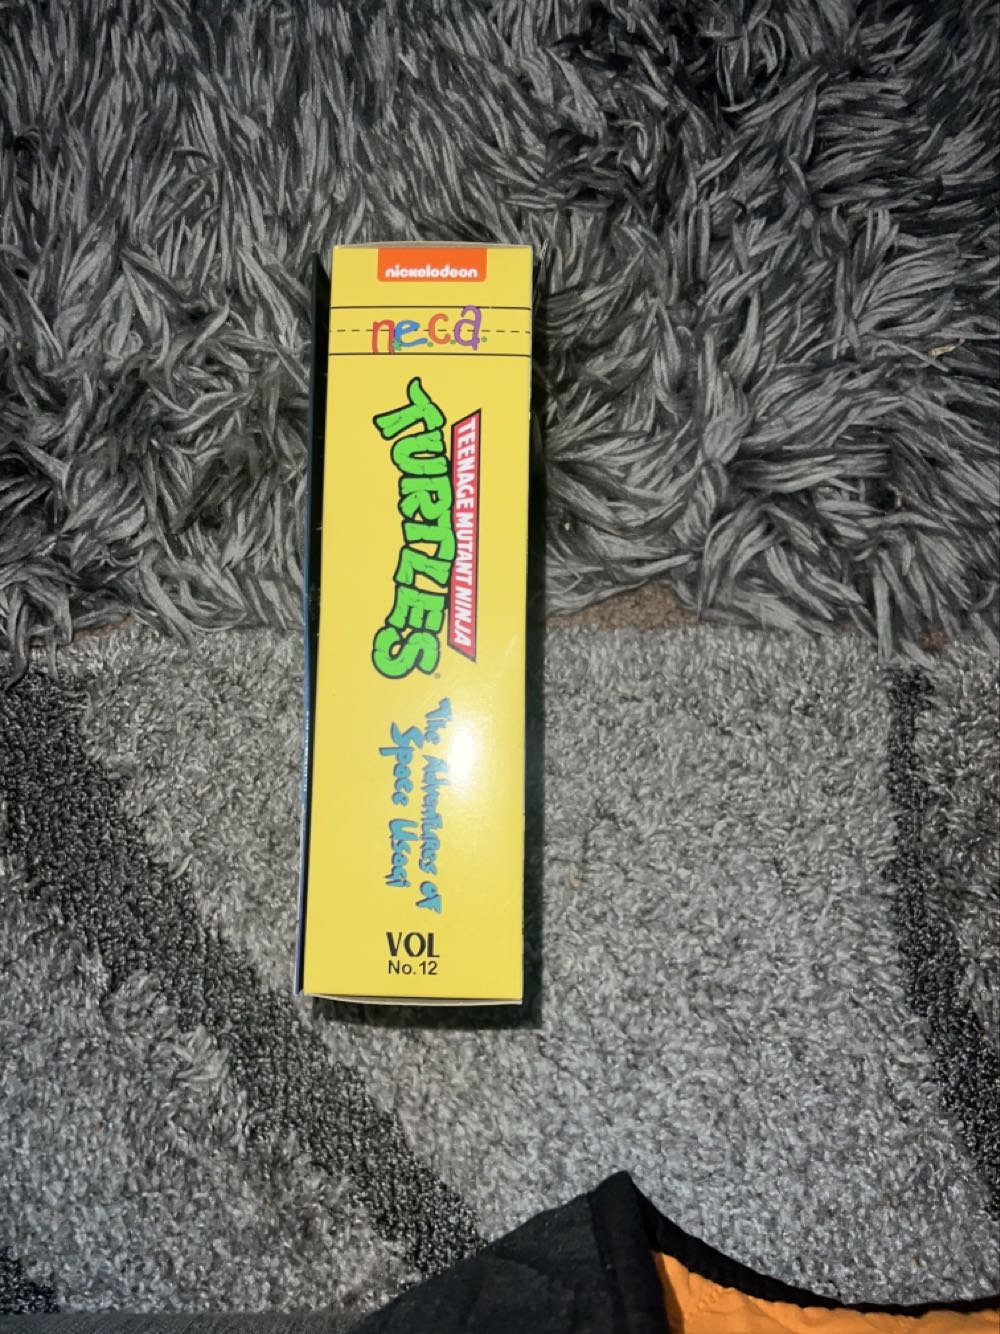 nickelodeon
n.e.c.a.
TEENAGE MUTANT NINJA
TURTLES
The Adventures of
Space Usagi
VOL
No.12